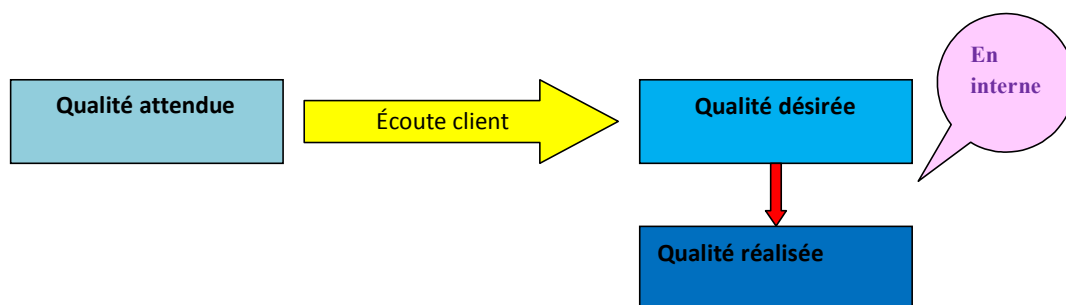 Qualité attendue
Écoute client
Qualité désirée
En
interne
Qualité réalisée